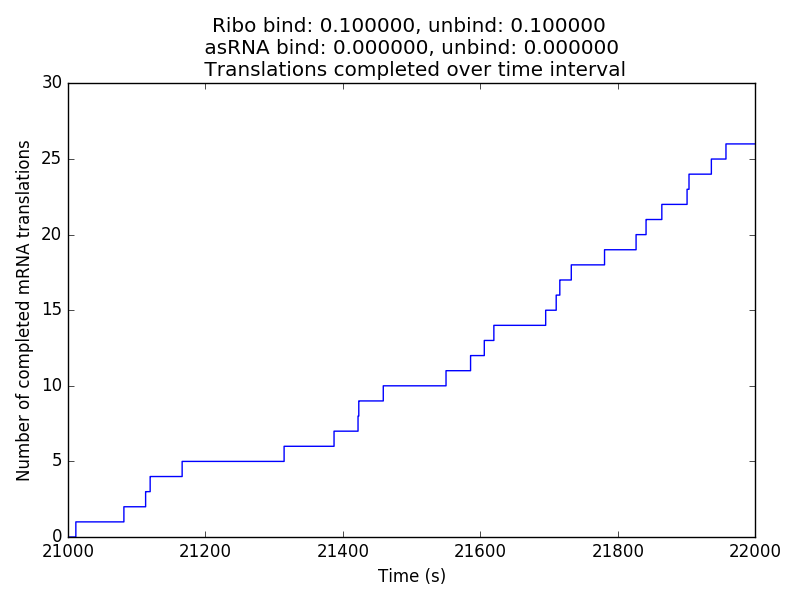 Ribo bind: 0.100000, unbind: 0.100000
asRNA bind: 0.000000, unbind: 0.000000
Translations completed over time interval
30
25
20
15
10
5
0
Number of completed mRNA translations
21000 21200 21400 21600 21800 22000
Time (s)